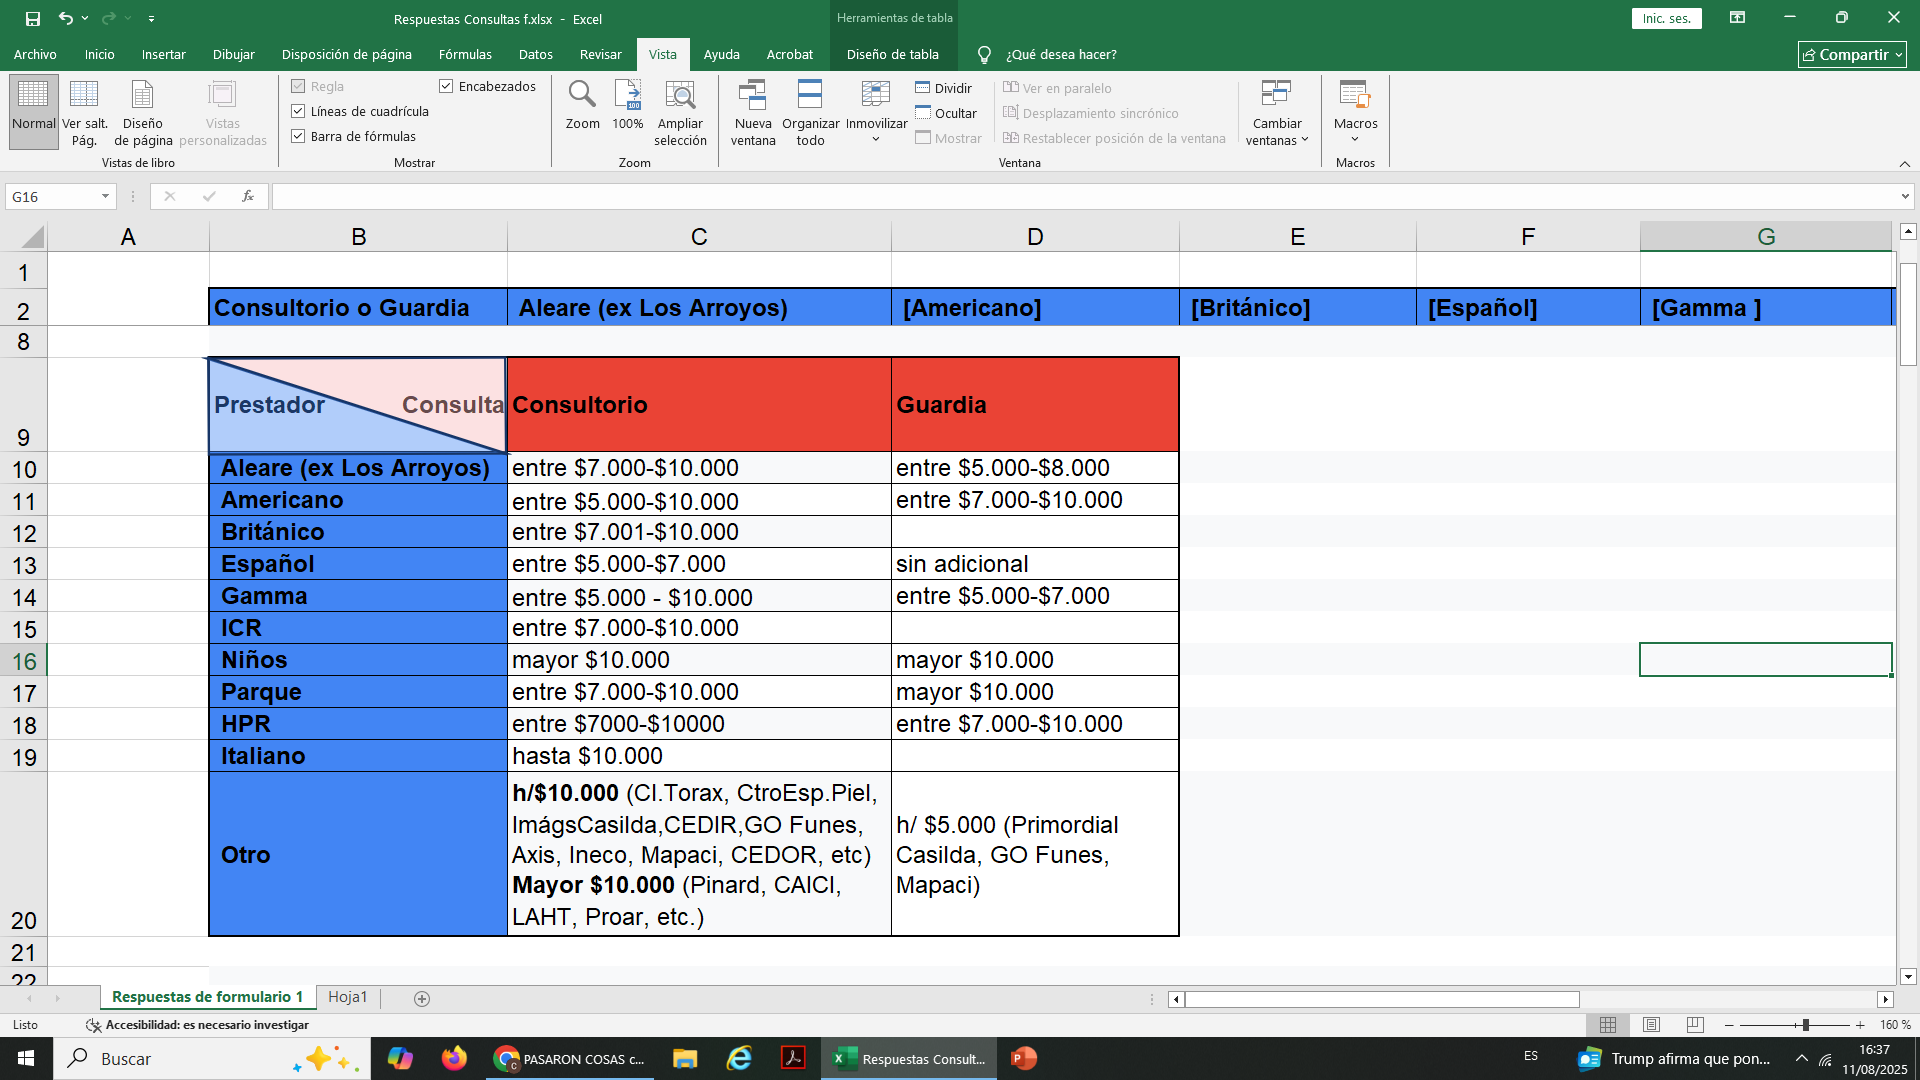 Respuestas Consultas f.xlsx - Excel
Herramientas de tabla
Inic. ses.
Archivo Inicio Insertar Dibujar Disposición de página Fórmulas Datos Revisar Vista Ayuda Acrobat Diseño de tabla ¿Qué desea hacer? Compartir
Normal
Ver salt. Pág.
Diseño de página
Vistas personalizadas
Vistas de libro
Regla
Líneas de cuadrícula
Barra de fórmulas
Encabezados
Mostrar
Zoom
100%
100
Ampliar selección
Zoom
Nueva ventana
Organizar todo
Inmovilizar
Dividir
Ocultar
Mostrar
Ver en paralelo
Desplazamiento sincrónico
Restablecer posición de la ventana
Cambiar ventanas
Ventana
Macros
Macros
G16
fx
A B C D E F G
1
2 Consultorio o Guardia Aleare (ex Los Arroyos) [Americano] [Británico] [Español] [Gamma ]
8
9 Prestador Consulta Consultorio Guardia
10 Aleare (ex Los Arroyos) entre $7.000-$10.000 entre $5.000-$8.000
11 Americano entre $5.000-$10.000 entre $7.000-$10.000
12 Británico entre $7.001-$10.000
13 Español entre $5.000-$7.000 sin adicional
14 Gamma entre $5.000 - $10.000 entre $5.000-$7.000
15 ICR entre $7.000-$10.000
16 Niños mayor $10.000 mayor $10.000
17 Parque entre $7.000-$10.000 mayor $10.000
18 HPR entre $7000-$10000 entre $7.000-$10.000
19 Italiano hasta $10.000
20 Otro
h/$10.000 (Cl.Torax, CtroEsp.Piel,
ImágsCasilda,CEDIR,GO Funes,
Axis, Ineco, Mapaci, CEDOR, etc)
Mayor $10.000 (Pinard, CAICI,
LAHT, Proar, etc.)
h/ $5.000 (Primordial
Casilda, GO Funes,
Mapaci)
21
22
Respuestas de formulario 1 Hoja1
Listo Accesibilidad: es necesario investigar 160 %
Buscar PASARON COSAS c... Respuestas Consult... ES Trump afirma que pon... 16:37
11/08/2025